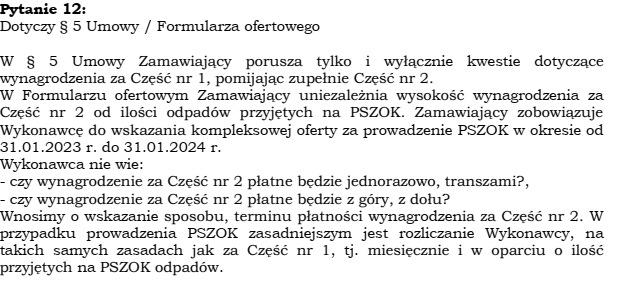 Pytanie 12:
Dotyczy § 5 Umowy / Formularza ofertowego
W § 5 Umowy Zamawiający porusza tylko i wyłącznie kwestie dotyczące
wynagrodzenia za Część nr 1, pomijając zupełnie Część nr 2.
W Formularzu ofertowym Zamawiający uniezależnia wysokość wynagrodzenia za
Część nr 2 od ilości odpadów przyjętych na PSZOK. Zamawiający zobowiązuje
Wykonawcę do wskazania kompleksowej oferty za prowadzenie PSZOK w okresie od
31.01.2023 r. do 31.01.2024 r.
Wykonawca nie wie:
- czy wynagrodzenie za Część nr 2 płatne będzie jednorazowo, transzami?,
- czy wynagrodzenie za Część nr 2 płatne będzie z góry, z dołu?
Wnosimy o wskazanie sposobu, terminu płatności wynagrodzenia za Część nr 2. W
przypadku prowadzenia PSZOK zasadniejszym jest rozliczanie Wykonawcy, na
takich samych zasadach jak za Część nr 1, tj. miesięcznie i w oparciu o ilość
przyjętych na PSZOK odpadów.